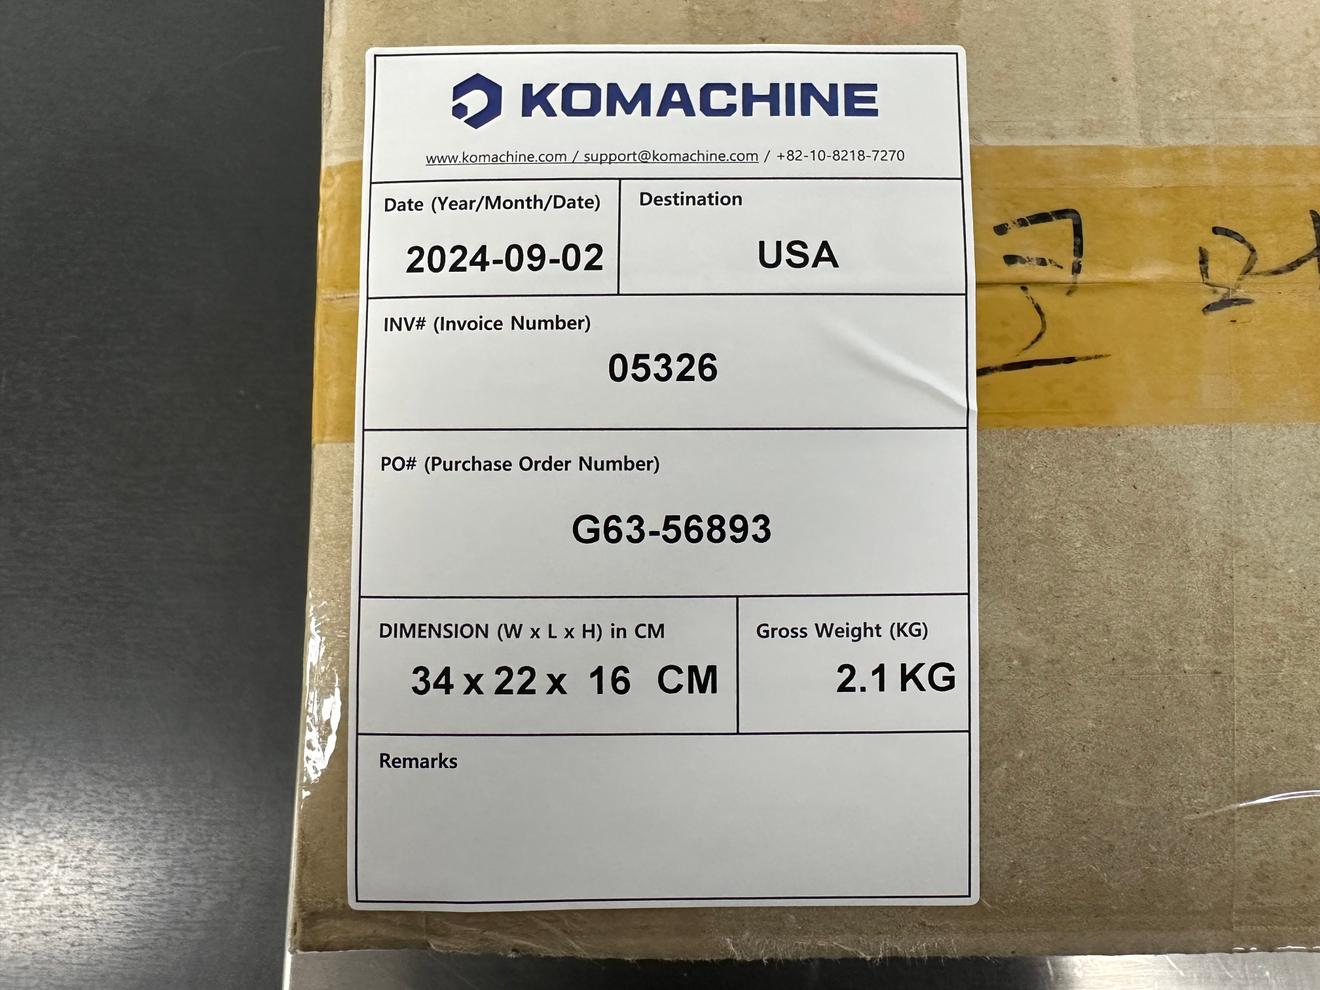 KOMACHINE
www.komachine.com / support@komachine.com / +82-10-8218-7270
Date (Year/Month/Date)
2024-09-02
Destination
USA
INV# (Invoice Number)
05326
PO# (Purchase Order Number)
G63-56893
DIMENSION (W x L x H) in CM
34 x 22 x 16 CM
Gross Weight (KG)
2.1 KG
Remarks